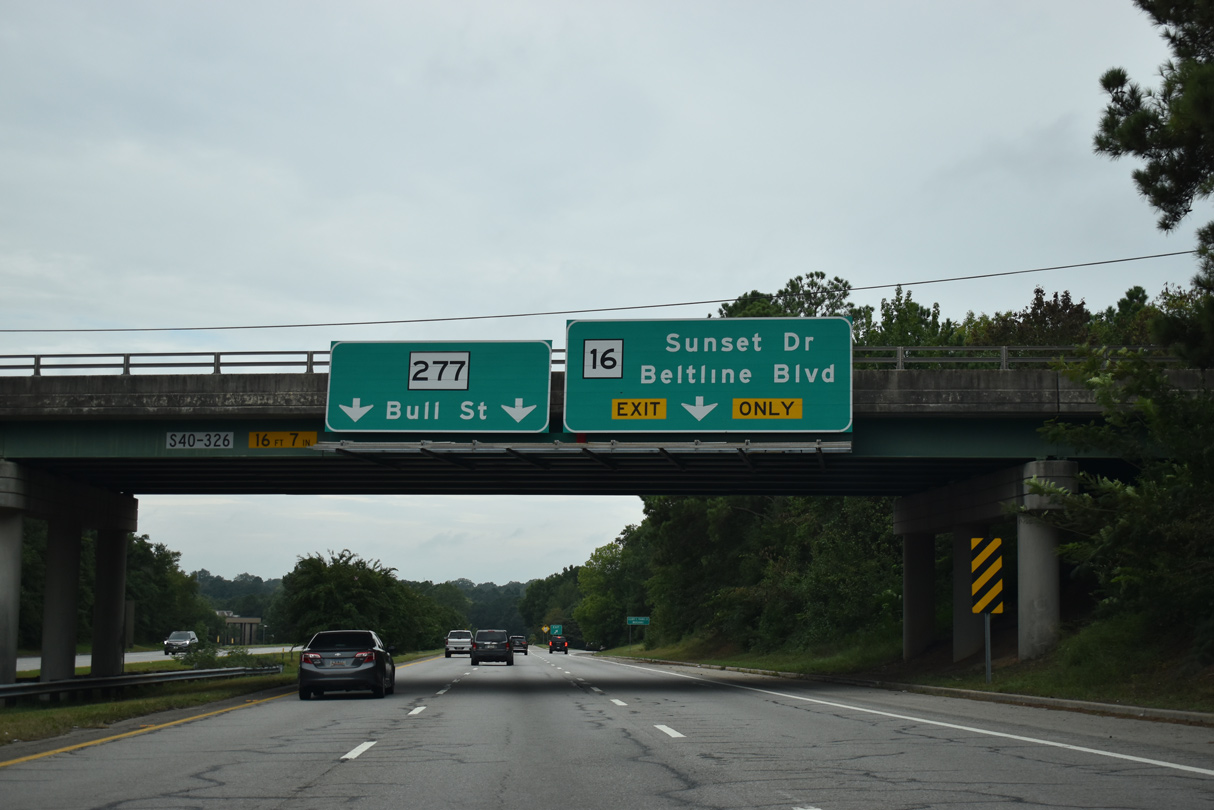 277
Bull St
16
Sunset Dr
Beltline Blvd
EXIT ONLY
S40-326
16 FT 7 IN